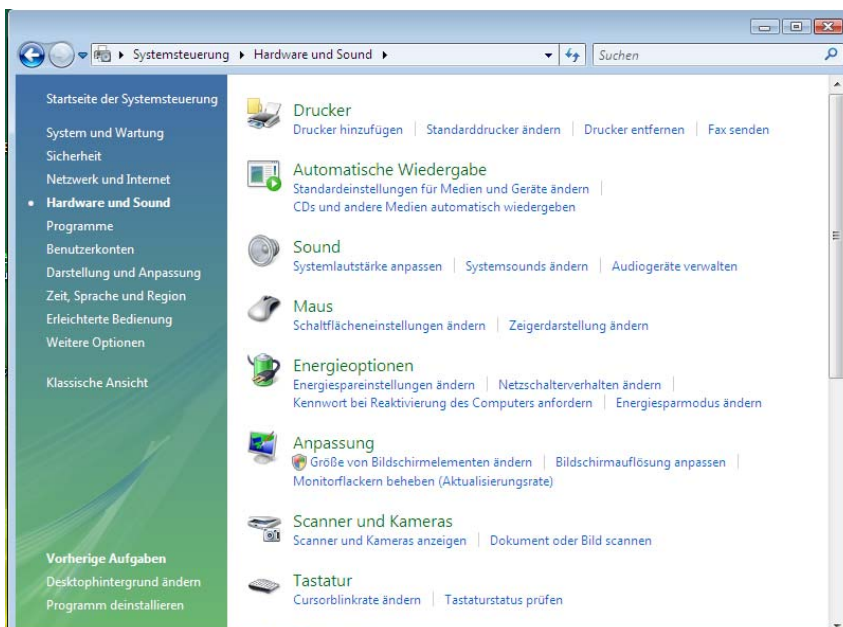 Systemsteuerung Hardware und Sound Suchen
Startseite der Systemsteuerung
System und Wartung
Sicherheit
Netzwerk und Internet
Hardware und Sound
Programme
Benutzerkonten
Darstellung und Anpassung
Zeit, Sprache und Region
Erleichterte Bedienung
Weitere Optionen
Klassische Ansicht
Vorherige Aufgaben
Desktophintergrund ändern
Programm deinstallieren
Drucker
Drucker hinzufügen | Standarddrucker ändern | Drucker entfernen | Fax senden
Automatische Wiedergabe
Standardeinstellungen für Medien und Geräte ändern |
CDs und andere Medien automatisch wiedergeben
Sound
Systemlautstärke anpassen | Systemsounds ändern | Audiogeräte verwalten
Maus
Schaltflächeneinstellungen ändern | Zeigerdarstellung ändern
Energieoptionen
Energiespareinstellungen ändern | Netzschalterverhalten ändern |
Kennwort bei Reaktivierung des Computers anfordern | Energiesparmodus ändern
Anpassung
Größe von Bildschirmelementen ändern | Bildschirmauflösung anpassen |
Monitorflackern beheben (Aktualisierungsrate)
Scanner und Kameras
Scanner und Kameras anzeigen | Dokument oder Bild scannen
Tastatur
Cursorblinkrate ändern | Tastaturstatus prüfen